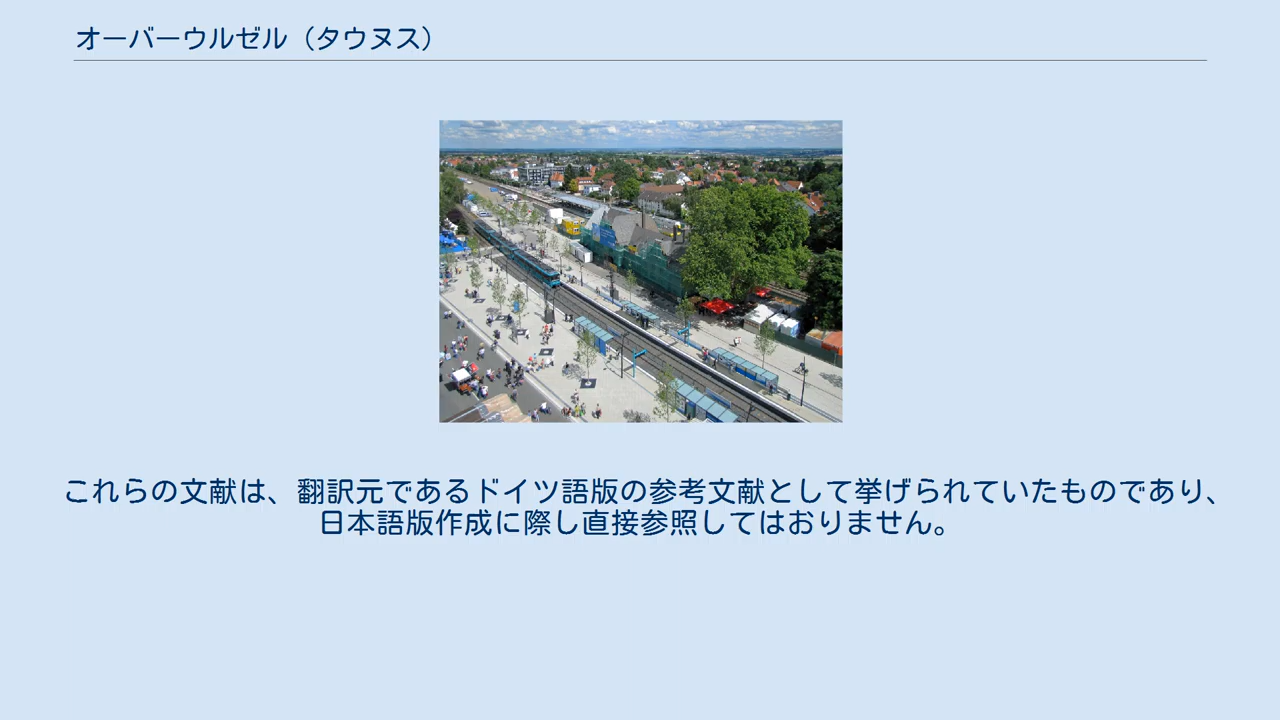 オーバーウルゼル（タウヌス）
これらの文献は、翻訳元であるドイツ語版の参考文献として挙げられていたものであり、
日本語版作成に際し直接参照してはおりません。